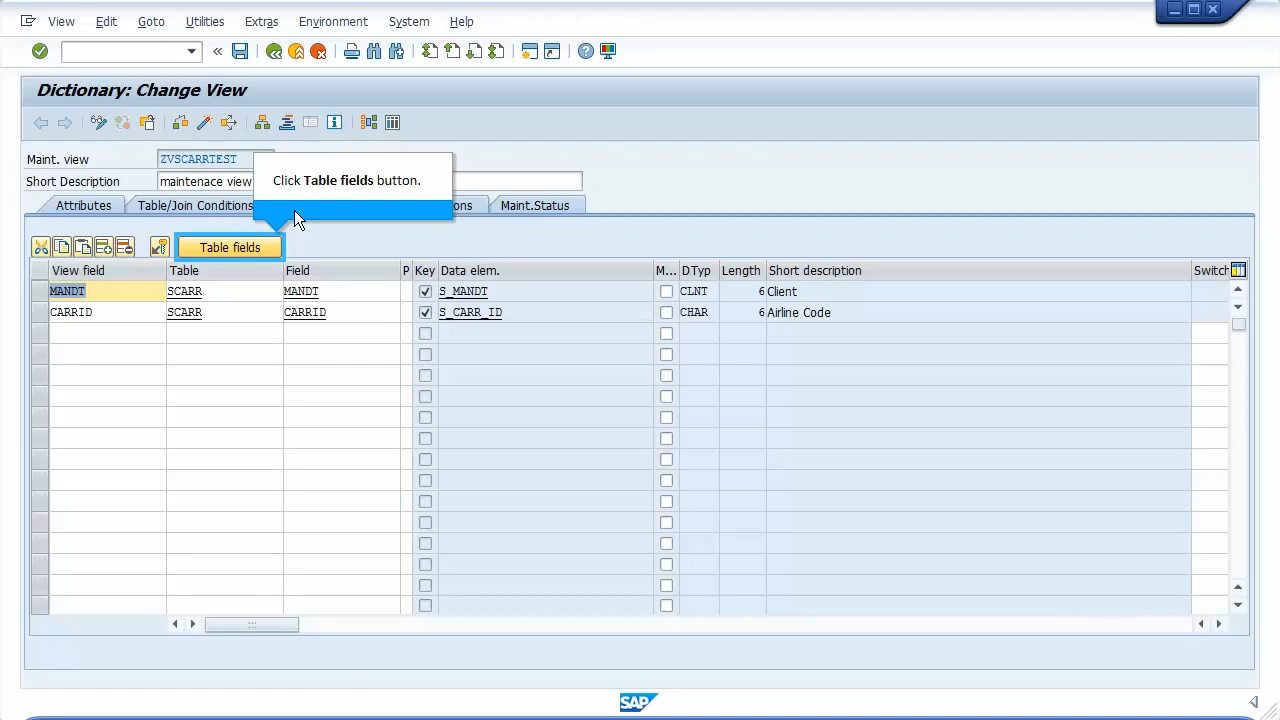 View Edit Goto Utilities Extras Environment System Help
Dictionary: Change View
Maint. view ZVSCARRTEST
Short Description maintenace view
Click Table fields button.
Attributes Table/Join Conditions ons Maint.Status
Table fields
View field Table Field P Key Data elem. M... DTyp Length Short description Switch
MANDT SCARR MANDT S_MANDT CLNT 6 Client
CARRID SCARR CARRID S_CARR_ID CHAR 6 Airline Code
SAP